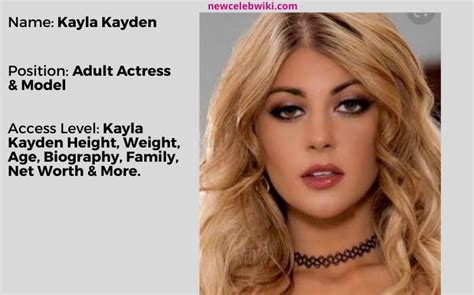 newcelebwiki.com
Name: Kayla Kayden
Position: Adult Actress
& Model
Access Level: Kayla
Kayden Height, Weight,
Age, Biography, Family,
Net Worth & More.